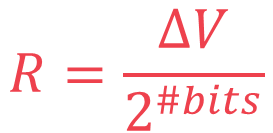 R = ΔV / 2^#bits